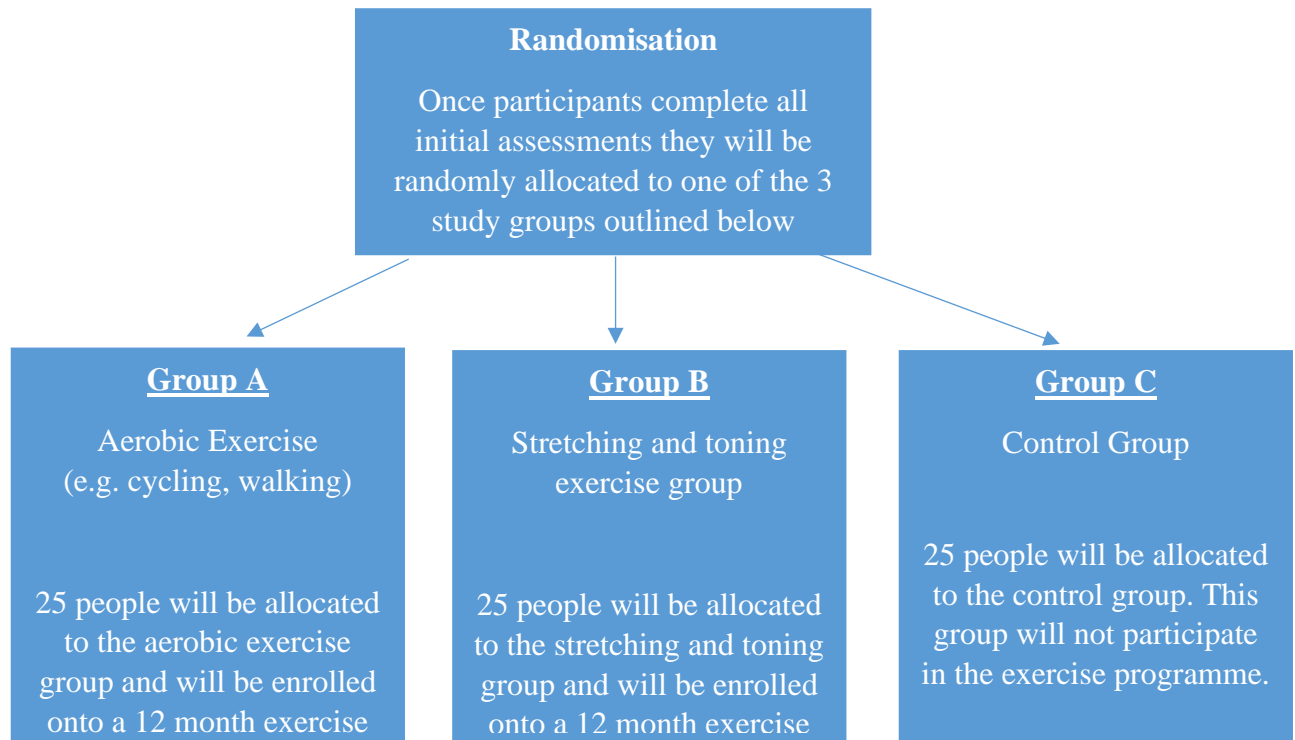 Randomisation
Once participants complete all
initial assessments they will be
randomly allocated to one of the 3
study groups outlined below
Group A
Aerobic Exercise
(e.g. cycling, walking)
25 people will be allocated
to the aerobic exercise
group and will be enrolled
onto a 12 month exercise
Group B
Stretching and toning
exercise group
25 people will be allocated
to the stretching and toning
group and will be enrolled
onto a 12 month exercise
Group C
Control Group
25 people will be allocated
to the control group. This
group will not participate
in the exercise programme.